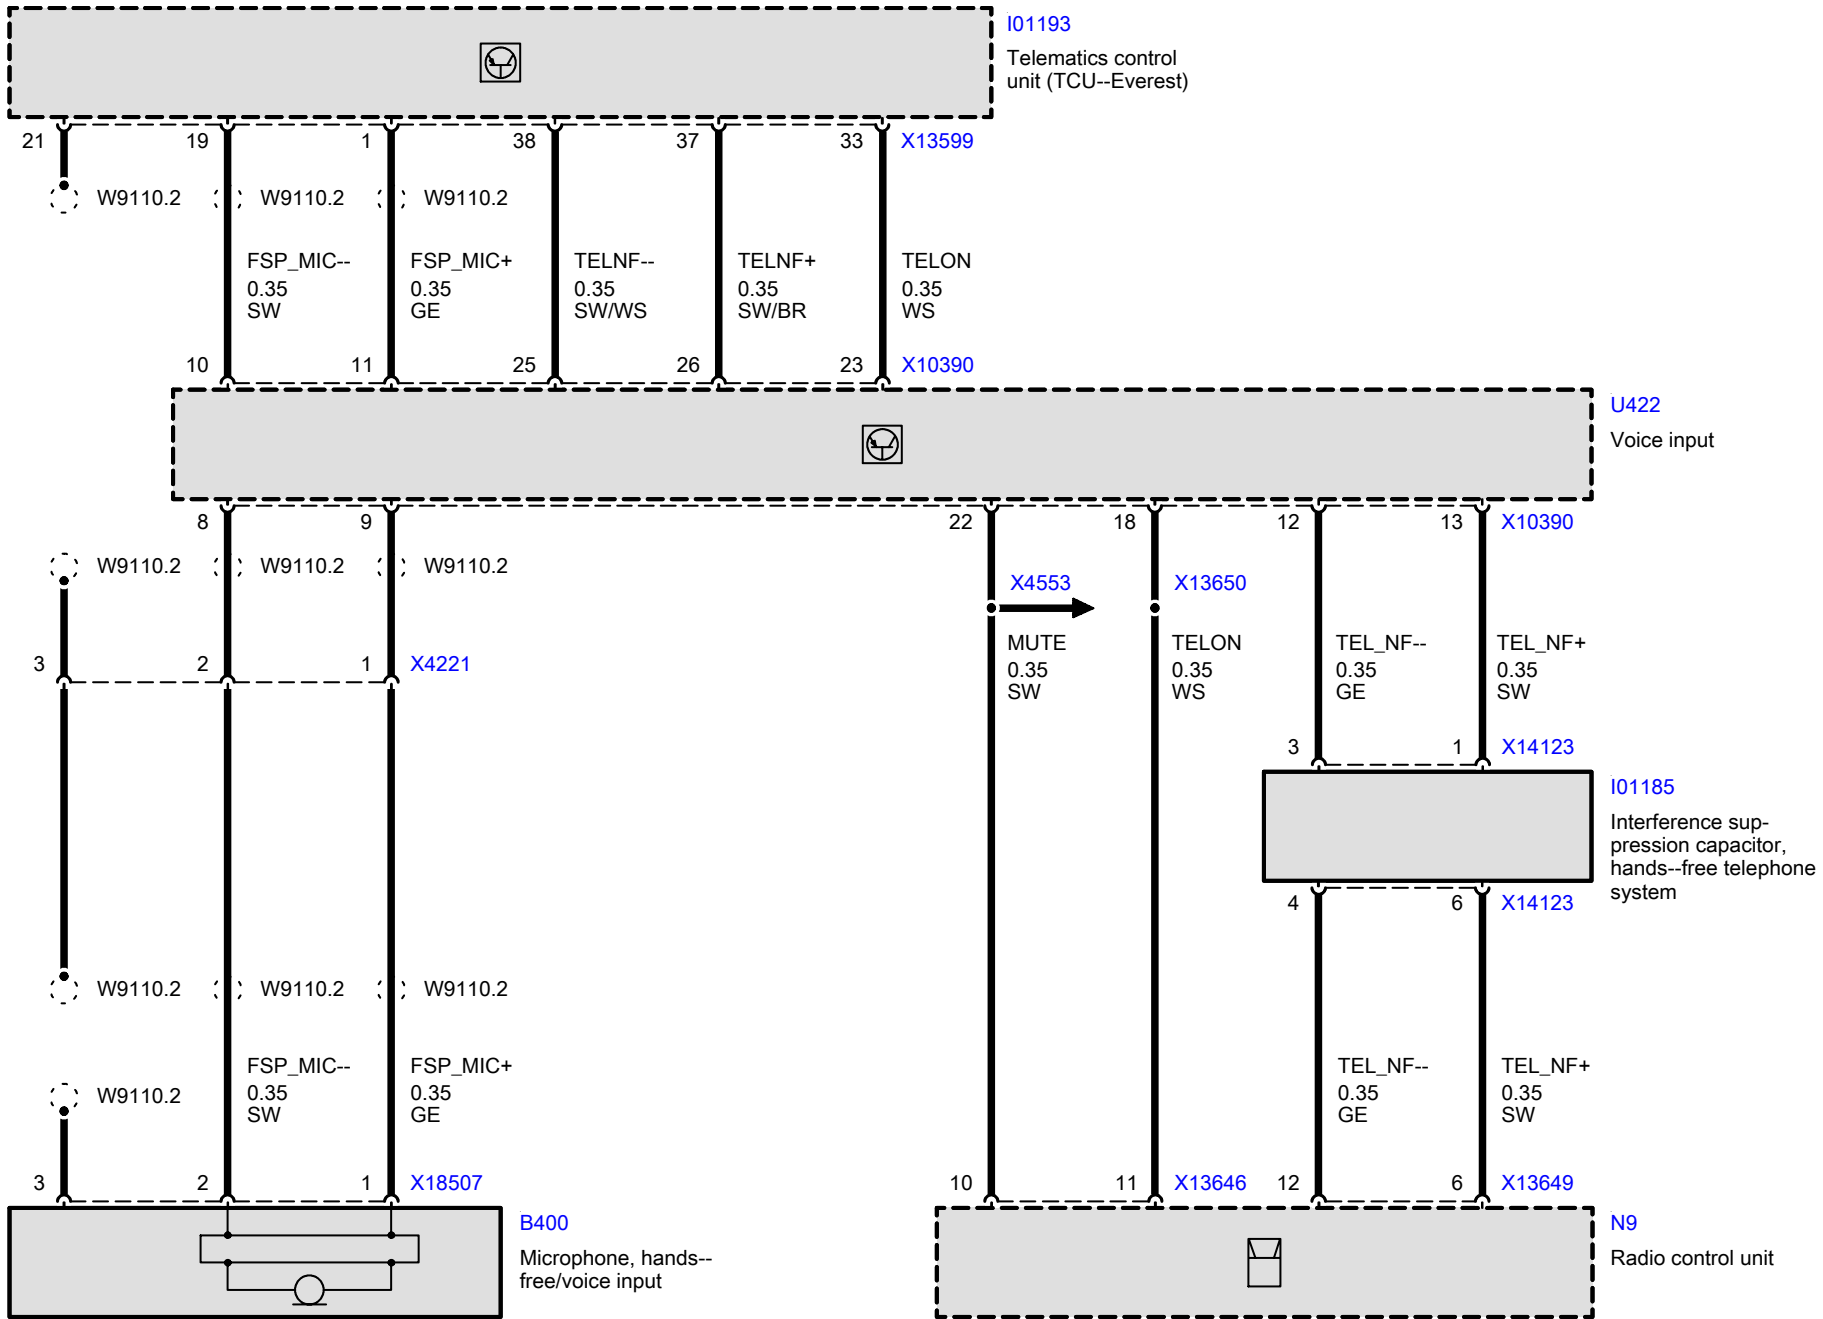 I01193
Telematics control
unit (TCU--Everest)
21 19 1 38 37 33 X13599
W9110.2 W9110.2 W9110.2
FSP_MIC-- FSP_MIC+ TELNF-- TELNF+ TELON
0.35 0.35 0.35 0.35 0.35
SW GE SW/WS SW/BR WS
10 11 25 26 23 X10390
U422
Voice input
8 9 22 18 12 13 X10390
W9110.2 W9110.2 W9110.2
X4553 X13650
MUTE TELON TEL_NF-- TEL_NF+
0.35 0.35 0.35 0.35
SW WS GE SW
3 2 1 X4221
3 1 X14123
I01185
Interference sup-
pression capacitor,
hands--free telephone
system
4 6 X14123
W9110.2 W9110.2 W9110.2
FSP_MIC-- FSP_MIC+ TEL_NF-- TEL_NF+
0.35 0.35 0.35 0.35
SW GE GE SW
W9110.2
3 2 1 X18507 10 11 X13646 12 6 X13649
B400
Microphone, hands--
free/voice input
N9
Radio control unit